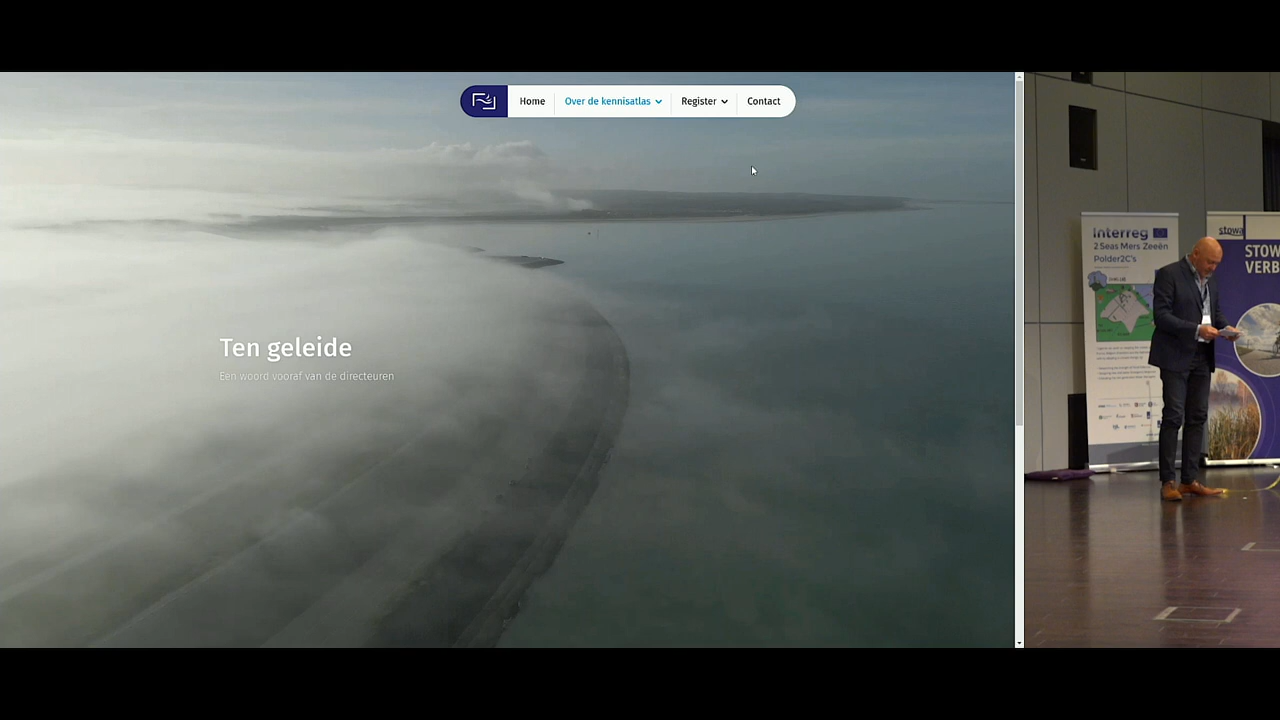 Home
Over de kennisatlas
Register
Contact
Ten geleide
Een woord vooraf van de directeuren
Interreg
2 Seas Mers Zeeën
Polder2C's
stowa
STOW
VERB